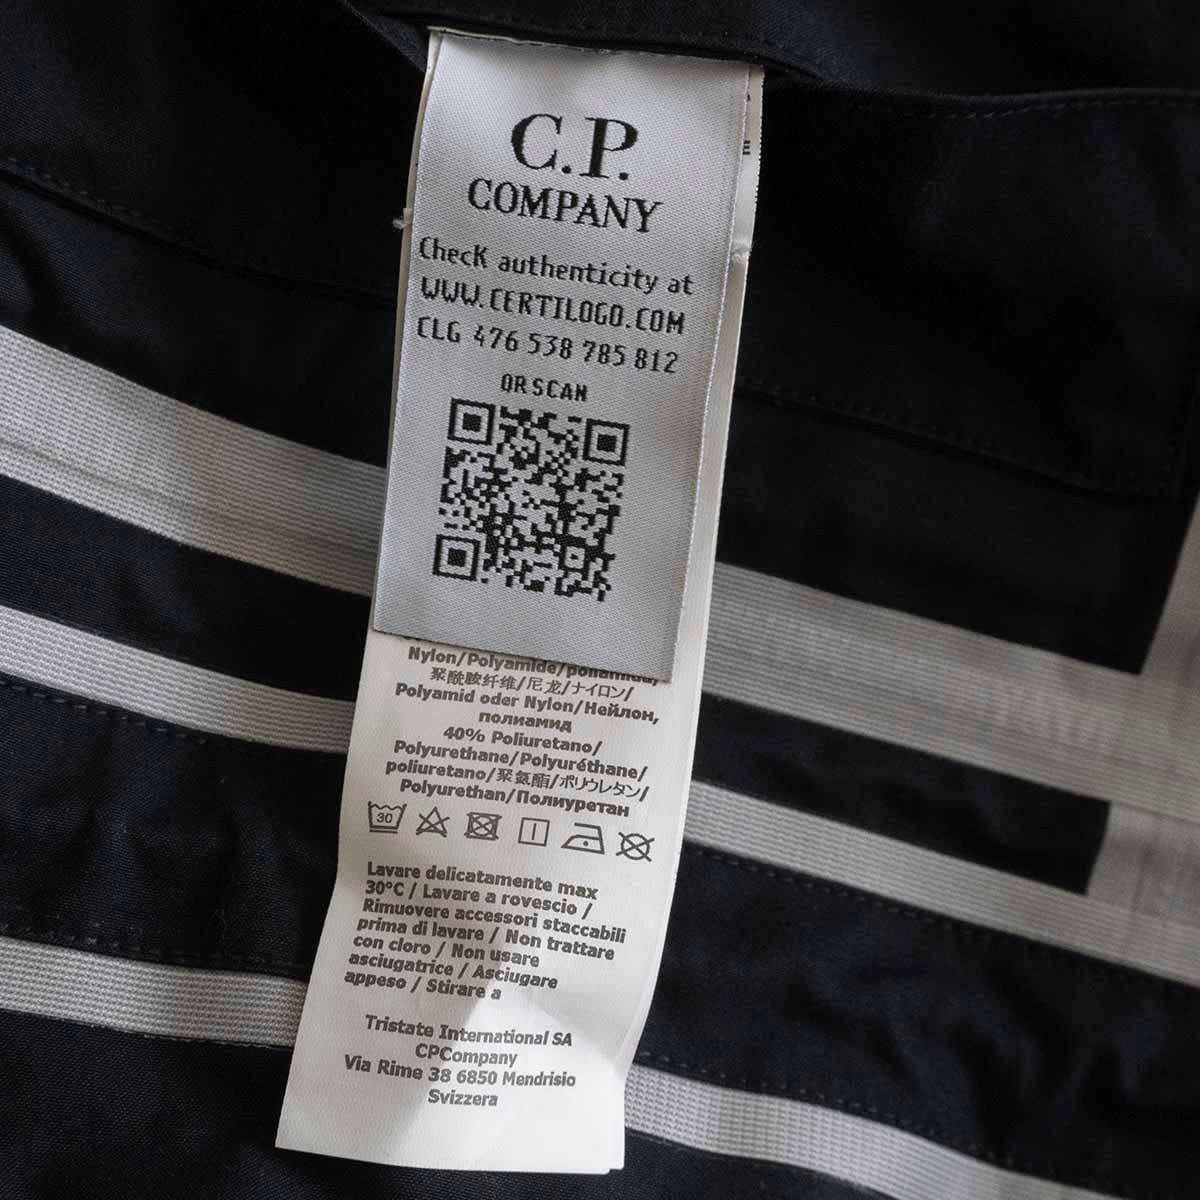 C.P.
COMPANY
ChecK authenticity at
WWW.CERTILOGO.COM
CLG 476 538 785 812
QR SCAN
E
Nylon/Polyamide/poliamida/
聚酰胺纤维/尼龙/ナイロン/
Polyamid oder Nylon/Нейлон,
полиамид
40% Poliuretano/
Polyurethane/Polyuréthane/
poliuretano/聚氨酯/ポリウレタン/
Polyurethan/Полиуретан
30
Lavare delicatamente max
30°C / Lavare a rovescio /
Rimuovere accessori staccabili
prima di lavare / Non trattare
con cloro / Non usare
asciugatrice / Asciugare
appeso / Stirare a
Tristate International SA
CPCompany
Via Rime 38 6850 Mendrisio
Svizzera